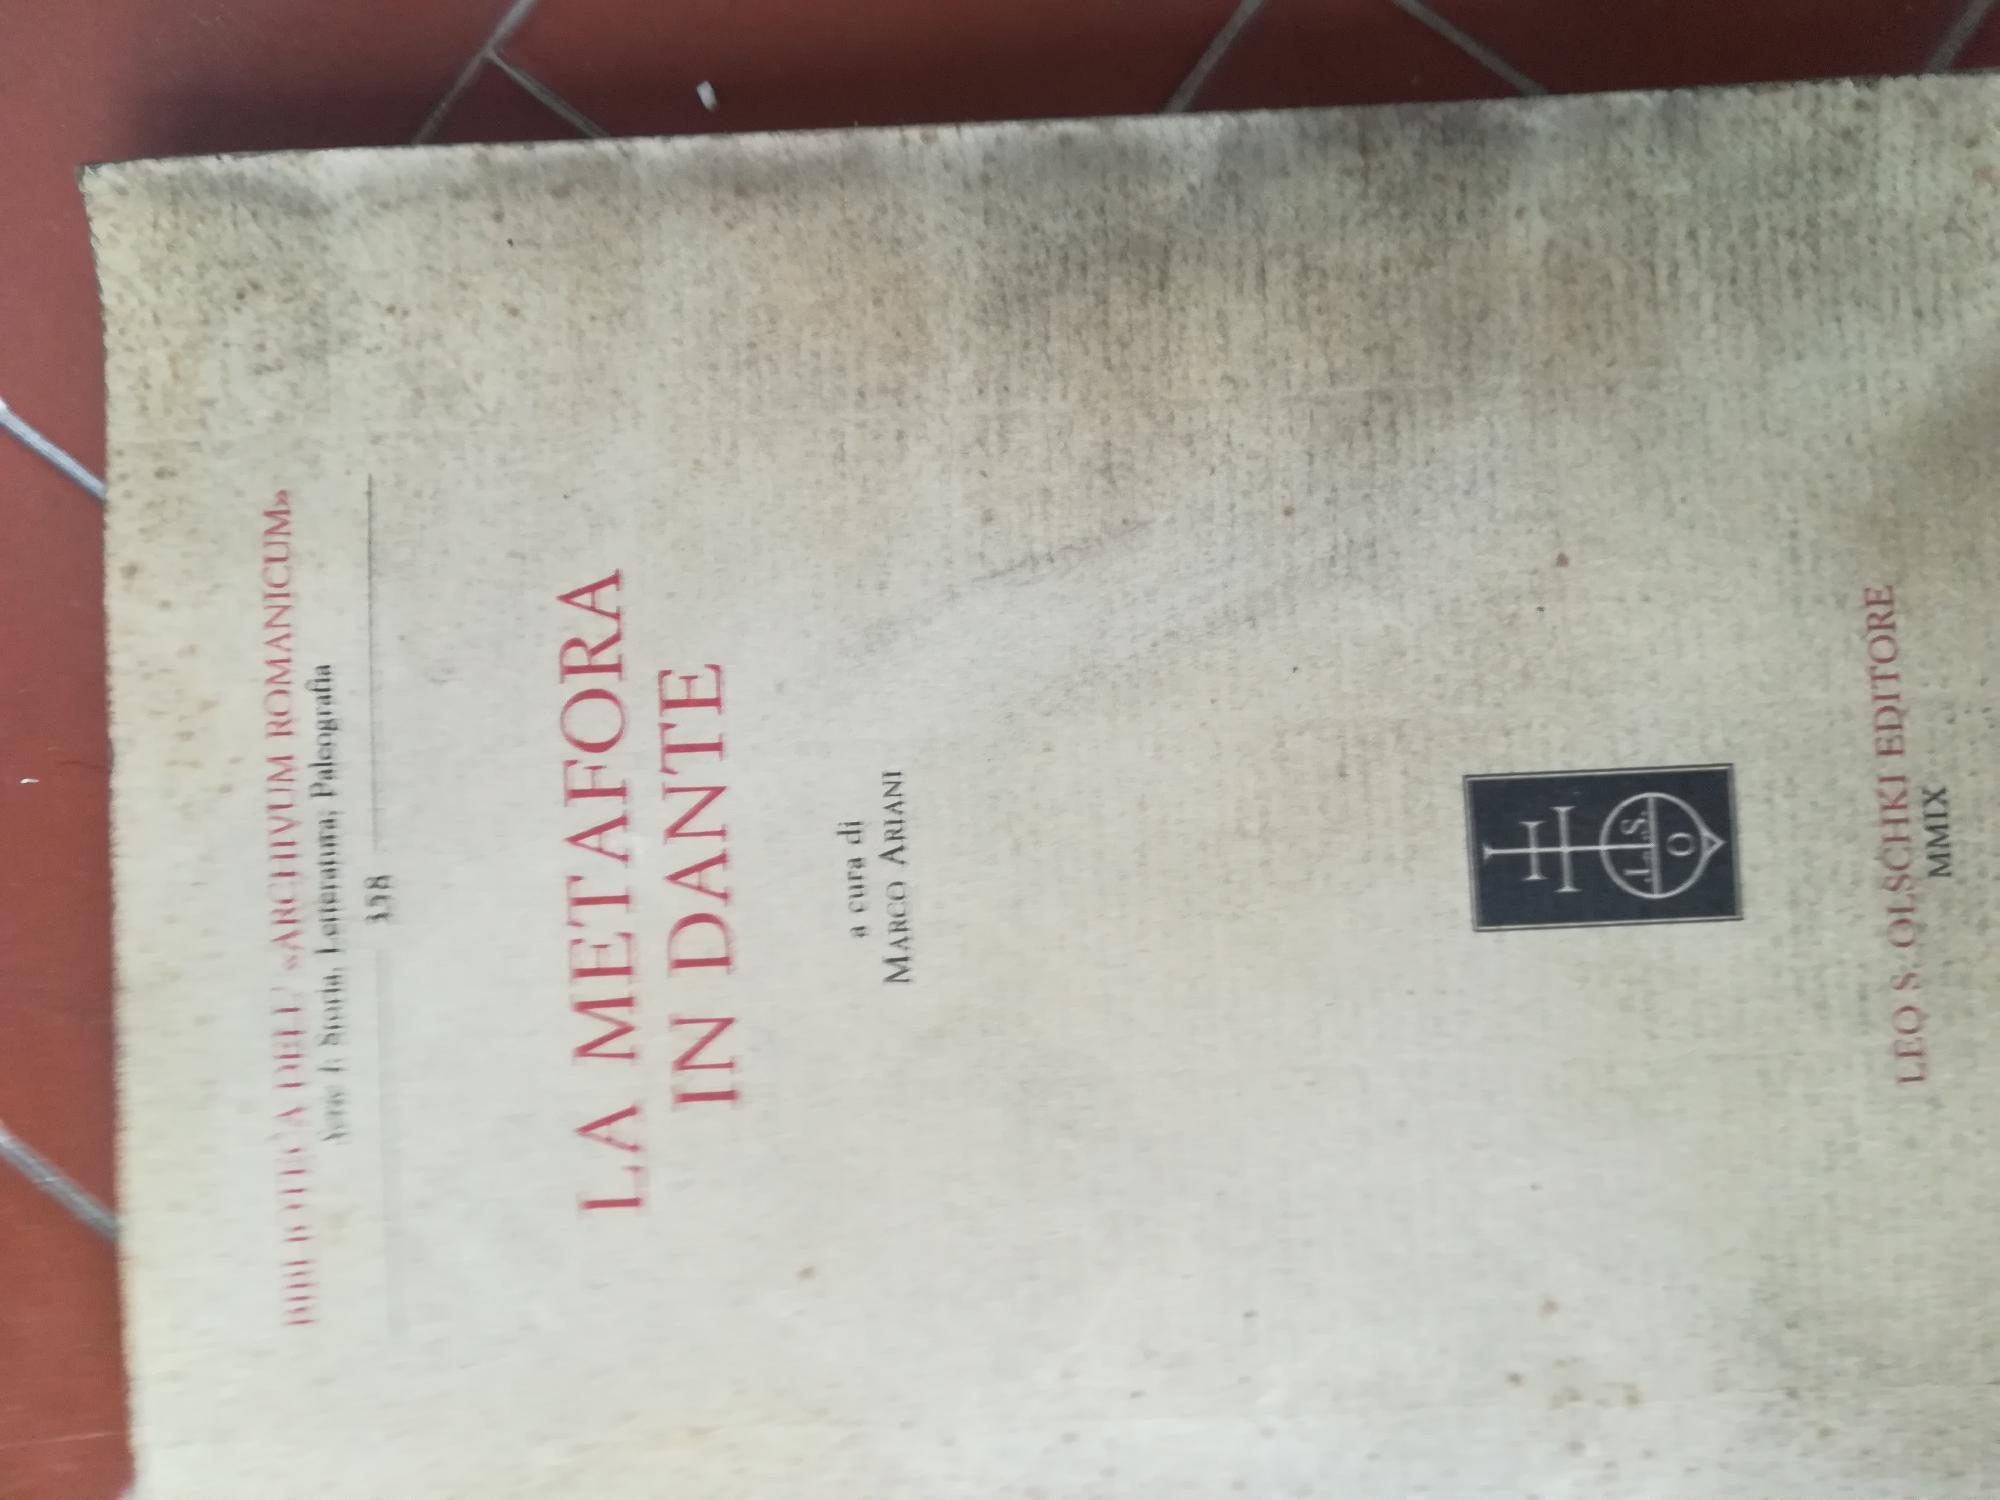 BIBLIOTECA DELL' «ARCHIVUM ROMANICUM»
Serie I: Storia, Letteratura, Paleografia
358
LA METAFORA
IN DANTE
a cura di
MARCO ARIANI
L S.
O
LEO S. OLSCHKI EDITORE
MMIX